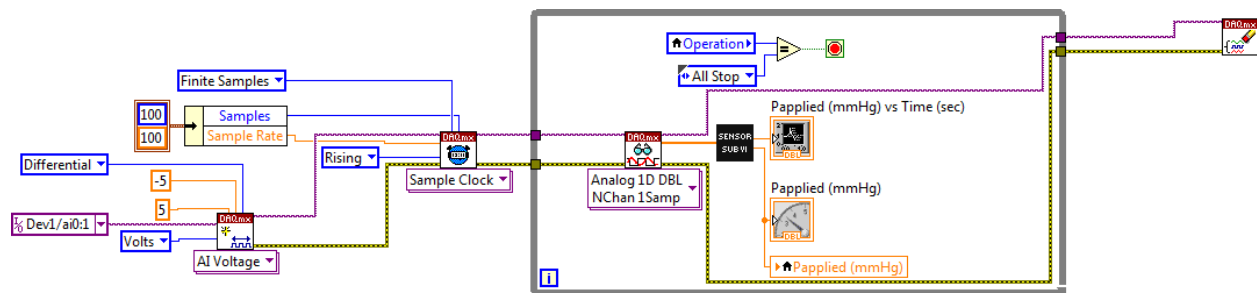 DAQmx
Operation
=
All Stop
Finite Samples
100
100
Samples
Sample Rate
Papplied (mmHg) vs Time (sec)
DBL
DAQmx
DAQmx
SENSOR
SUB VI
Differential
Rising
Sample Clock
-5
5
Analog 1D DBL
NChan 1Samp
Papplied (mmHg)
DBL
Dev1/ai0:1
DAQmx
Volts
AI Voltage
Papplied (mmHg)
i